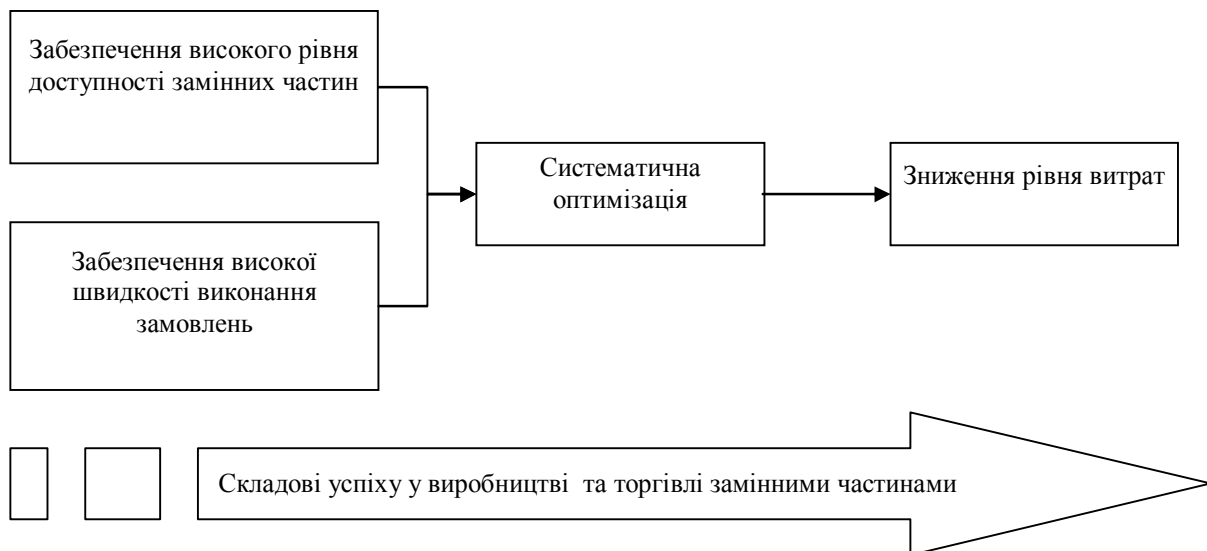 Забезпечення високого рівня
доступності замінних частин
Систематична
оптимізація
Зниження рівня витрат
Забезпечення високої
швидкості виконання
замовлень
Складові успіху у виробництві  та торгівлі замінними частинами